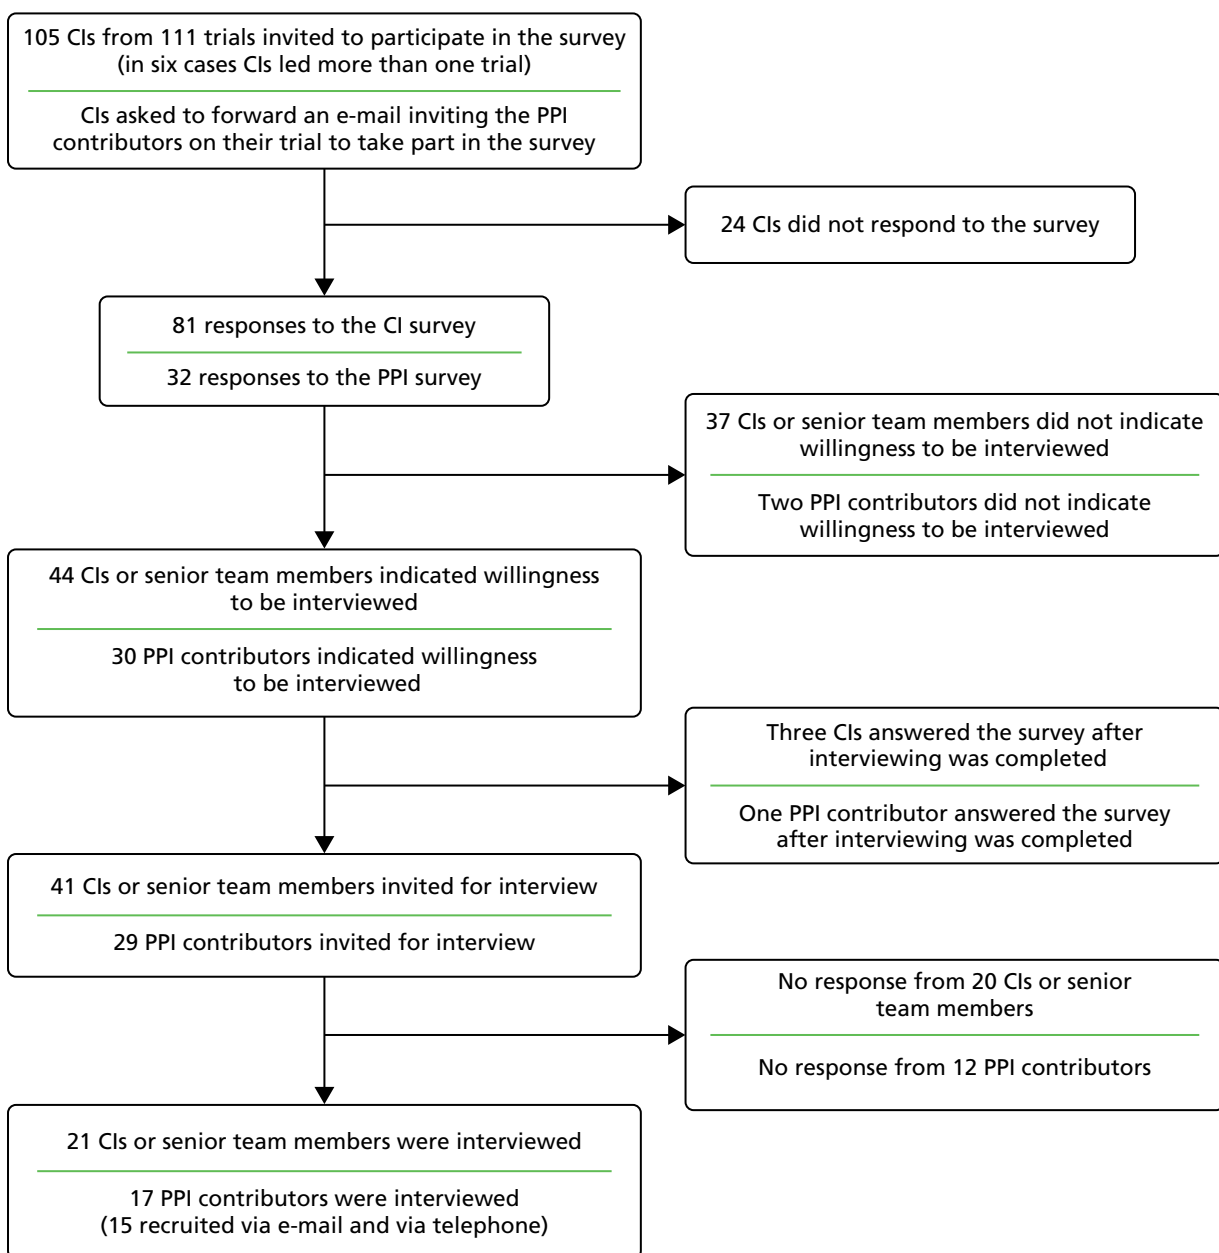 105 CIs from 111 trials invited to participate in the survey
(in six cases CIs led more than one trial)
CIs asked to forward an e-mail inviting the PPI
contributors on their trial to take part in the survey
24 CIs did not respond to the survey
81 responses to the CI survey
32 responses to the PPI survey
37 CIs or senior team members did not indicate
willingness to be interviewed
Two PPI contributors did not indicate
willingness to be interviewed
44 CIs or senior team members indicated willingness
to be interviewed
30 PPI contributors indicated willingness
to be interviewed
Three CIs answered the survey after
interviewing was completed
One PPI contributor answered the survey
after interviewing was completed
41 CIs or senior team members invited for interview
29 PPI contributors invited for interview
No response from 20 CIs or senior
team members
No response from 12 PPI contributors
21 CIs or senior team members were interviewed
17 PPI contributors were interviewed
(15 recruited via e-mail and via telephone)